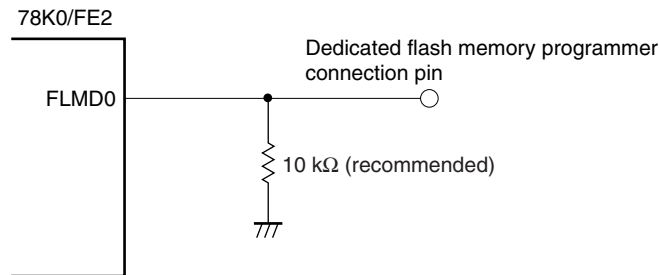 78K0/FE2
Dedicated flash memory programmer
connection pin
FLMD0
10 kΩ (recommended)